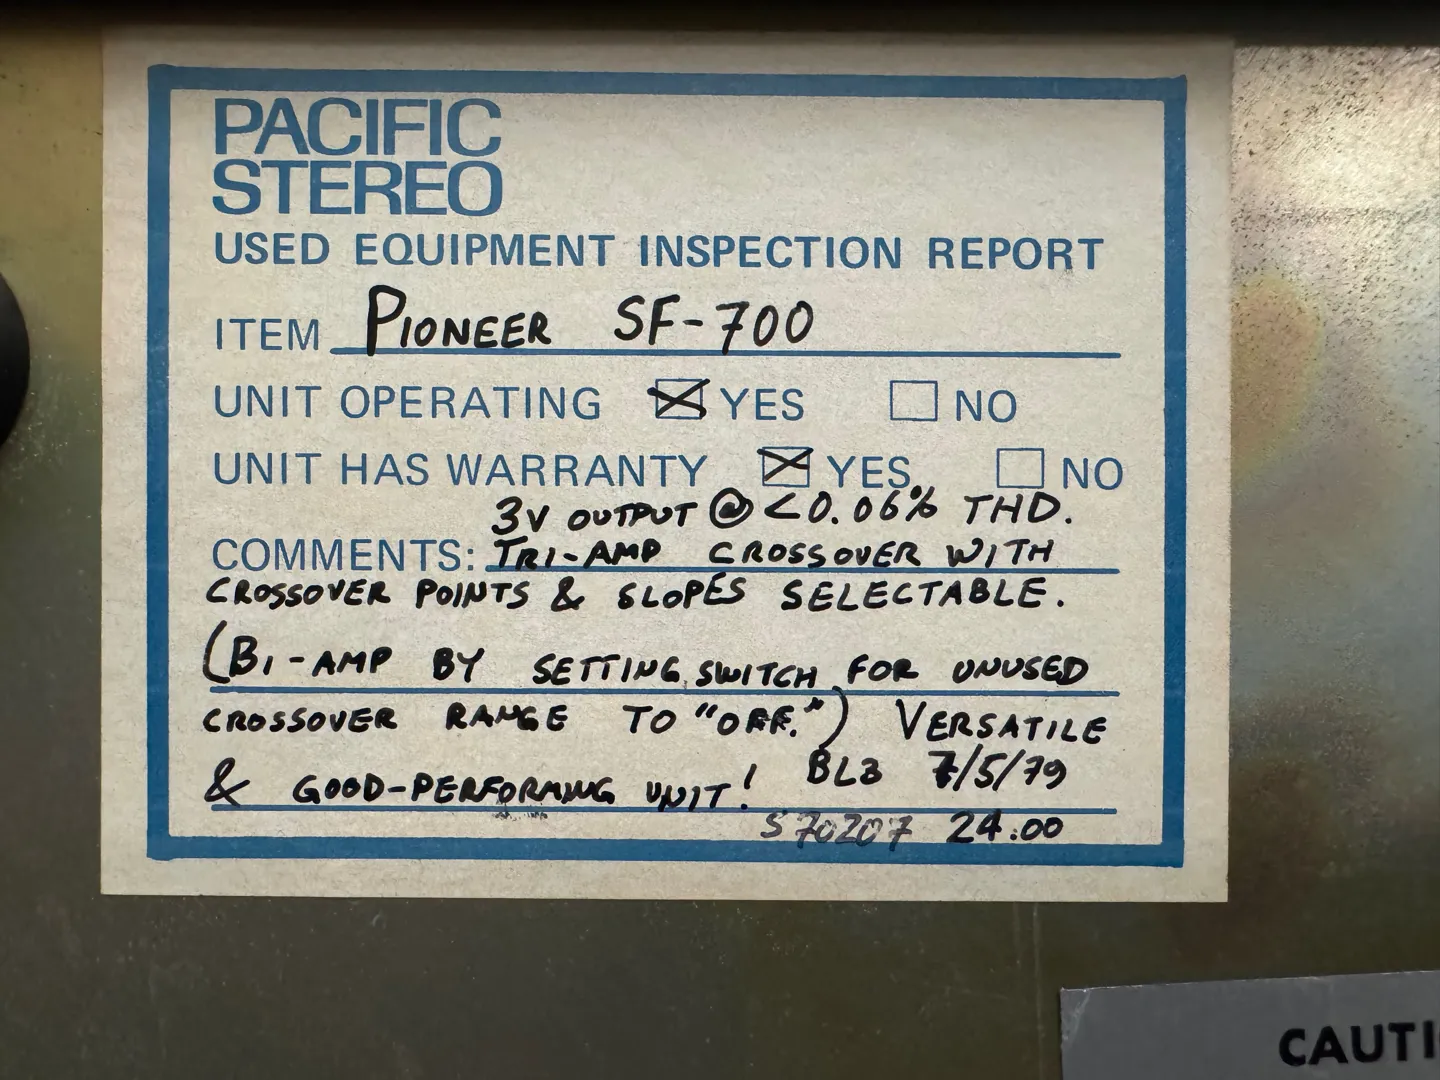 PACIFIC
STEREO
USED EQUIPMENT INSPECTION REPORT
ITEM PIONEER SF-700
UNIT OPERATING YES NO
UNIT HAS WARRANTY YES NO
3V OUTPUT @ <0.06% THD.
COMMENTS: TRI-AMP CROSSOVER WITH
CROSSOVER POINTS & SLOPES SELECTABLE.
(BI-AMP BY SETTING SWITCH FOR UNUSED
CROSSOVER RANGE TO "OFF.") VERSATILE
& GOOD-PERFORMING UNIT! BLB 7/5/79
S70207 24.00
CAUTI